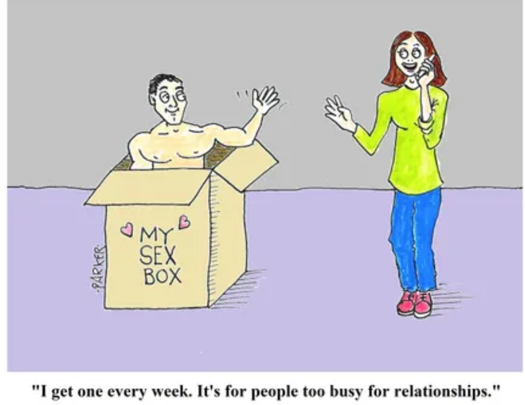 MY
SEX
BOX
PARKER
"I get one every week. It's for people too busy for relationships."